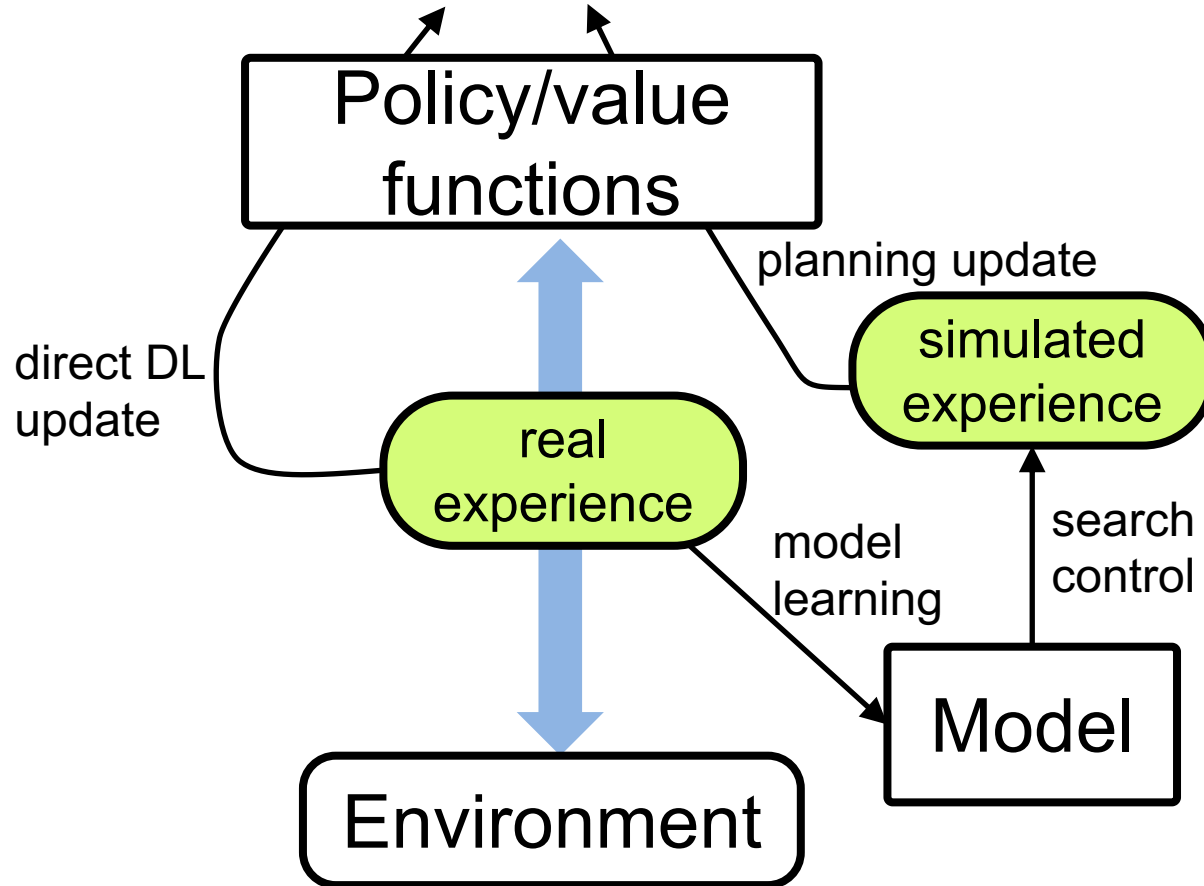 Policy/value
functions
planning update
simulated
experience
direct DL
update
real
experience
model
learning
search
control
Model
Environment